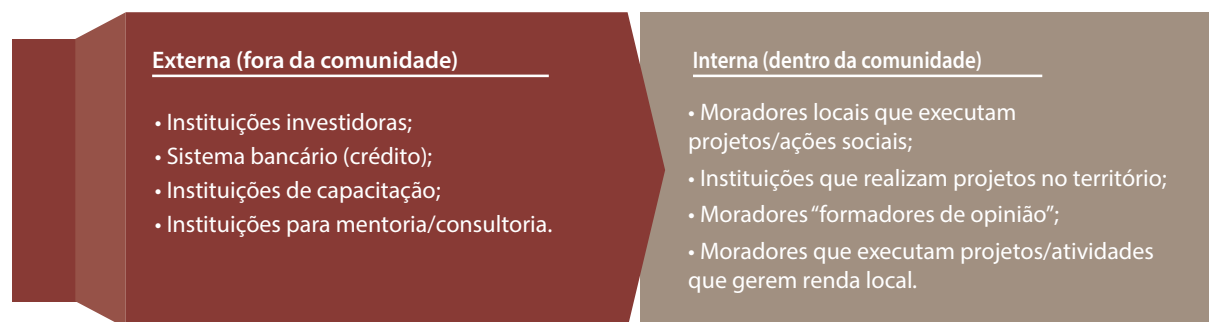 Externa (fora da comunidade)
• Instituições investidoras;
• Sistema bancário (crédito);
• Instituições de capacitação;
• Instituições para mentoria/consultoria.
Interna (dentro da comunidade)
• Moradores locais que executam
projetos/ações sociais;
• Instituições que realizam projetos no território;
• Moradores “formadores de opinião”;
• Moradores que executam projetos/atividades
que gerem renda local.